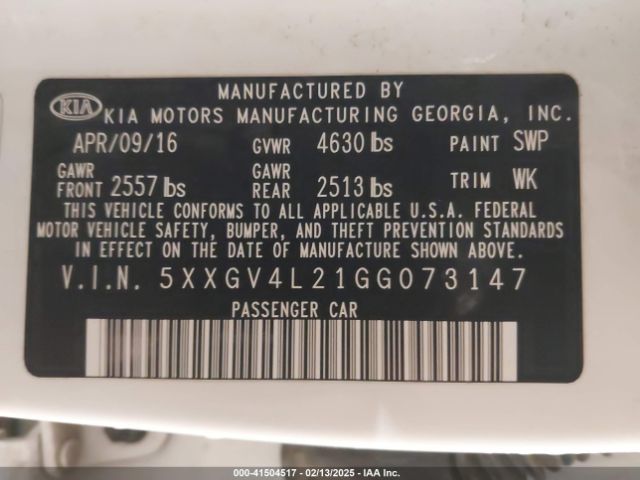 MANUFACTURED BY
KIA KIA MOTORS MANUFACTURING GEORGIA, INC.
APR/09/16 GVWR 4630 lbs PAINT SWP
GAWR FRONT 2557 lbs GAWR REAR 2513 lbs TRIM WK
THIS VEHICLE CONFORMS TO ALL APPLICABLE U.S.A. FEDERAL
MOTOR VEHICLE SAFETY, BUMPER, AND THEFT PREVENTION STANDARDS
IN EFFECT ON THE DATE OF MANUFACTURE SHOWN ABOVE.
V.I.N. 5XXGV4L21GG073147
PASSENGER CAR
000-41504517 - 02/13/2025 - IAA Inc.